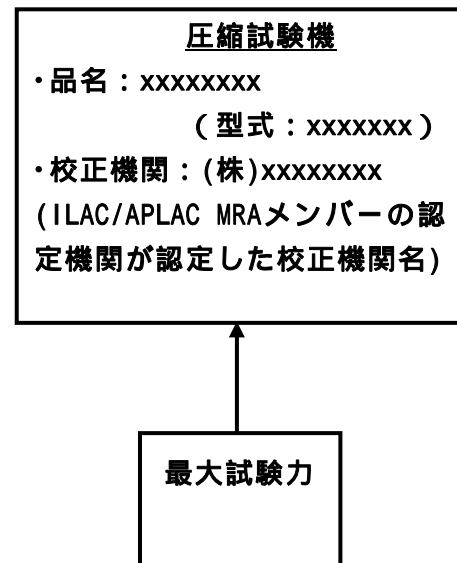 圧縮試験機
・品名：xxxxxxxx
（型式：xxxxxxx）
・校正機関：(株)xxxxxxxx
(ILAC/APLAC MRAメンバーの認
定機関が認定した校正機関名)
最大試験力